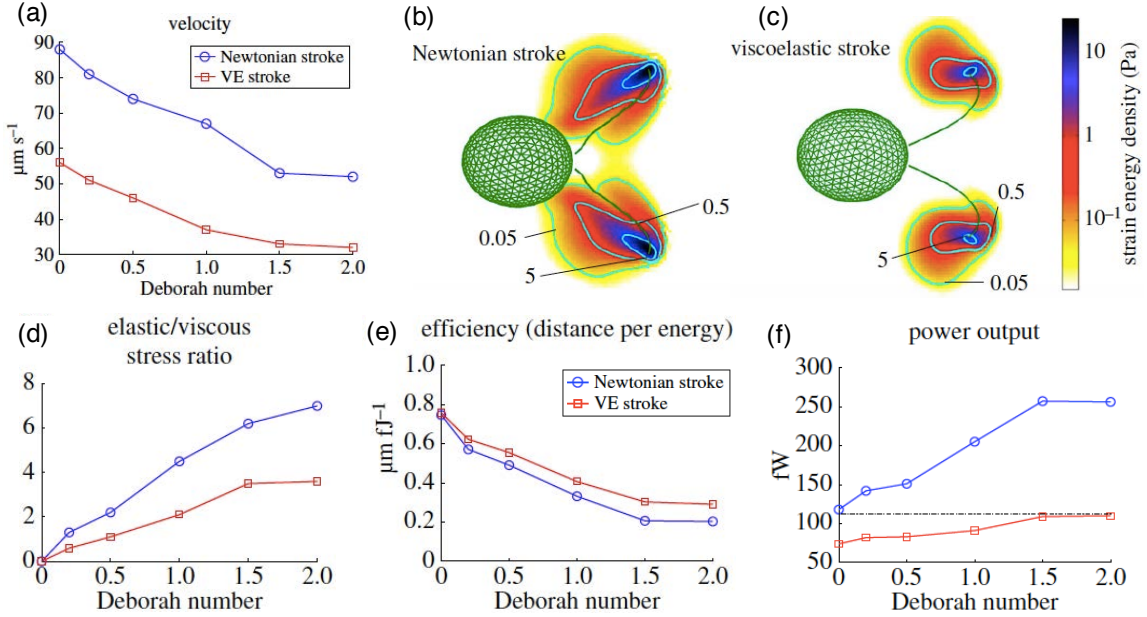 (a)
velocity
90
80
70
60
50
40
30
μm s⁻¹
Newtonian stroke
VE stroke
0 0.5 1.0 1.5 2.0
Deborah number
(b)
Newtonian stroke
0.5
0.05
5
(c)
viscoelastic stroke
0.5
5
0.05
10
1
10⁻¹
strain energy density (Pa)
(d)
elastic/viscous
stress ratio
8
6
4
2
0
0 0.5 1.0 1.5 2.0
Deborah number
(e)
efficiency (distance per energy)
1.0
0.8
0.6
0.4
0.2
0
μm fJ⁻¹
Newtonian stroke
VE stroke
0 0.5 1.0 1.5 2.0
Deborah number
(f)
power output
300
250
200
150
100
50
fW
0 0.5 1.0 1.5 2.0
Deborah number